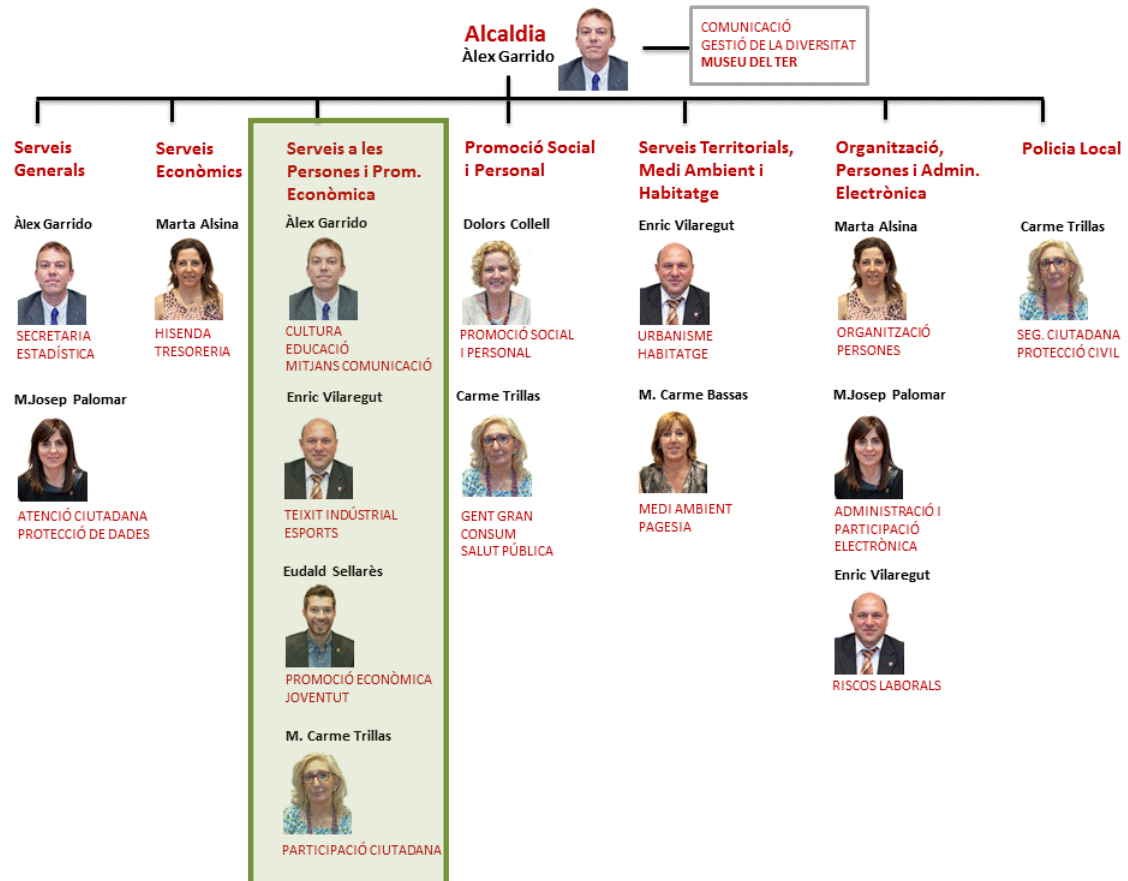 Alcaldia
Àlex Garrido
COMUNICACIÓ
GESTIÓ DE LA DIVERSITAT
MUSEU DEL TER
Serveis
Generals
Àlex Garrido
SECRETARIA
ESTADÍSTICA
M.Josep Palomar
ATENCIÓ CIUTADANA
PROTECCIÓ DE DADES
Serveis
Econòmics
Marta Alsina
HISENDA
TRESORERIA
Serveis a les
Persones i Prom.
Econòmica
Àlex Garrido
CULTURA
EDUCACIÓ
MITJANS COMUNICACIÓ
Enric Vilaregut
TEIXIT INDÚSTRIAL
ESPORTS
Eudald Sellarès
PROMOCIÓ ECONÒMICA
JOVENTUT
M. Carme Trillas
PARTICIPACIÓ CIUTADANA
Promoció Social
i Personal
Dolors Collell
PROMOCIÓ SOCIAL
I PERSONAL
Carme Trillas
GENT GRAN
CONSUM
SALUT PÚBLICA
Serveis Territorials,
Medi Ambient i
Habitatge
Enric Vilaregut
URBANISME
HABITATGE
M. Carme Bassas
MEDI AMBIENT
PAGESIA
Organització,
Persones i Admin.
Electrònica
Marta Alsina
ORGANITZACIÓ
PERSONES
M.Josep Palomar
ADMINISTRACIÓ I
PARTICIPACIÓ
ELECTRÒNICA
Enric Vilaregut
RISCOS LABORALS
Policia Local
Carme Trillas
SEG. CIUTADANA
PROTECCIÓ CIVIL